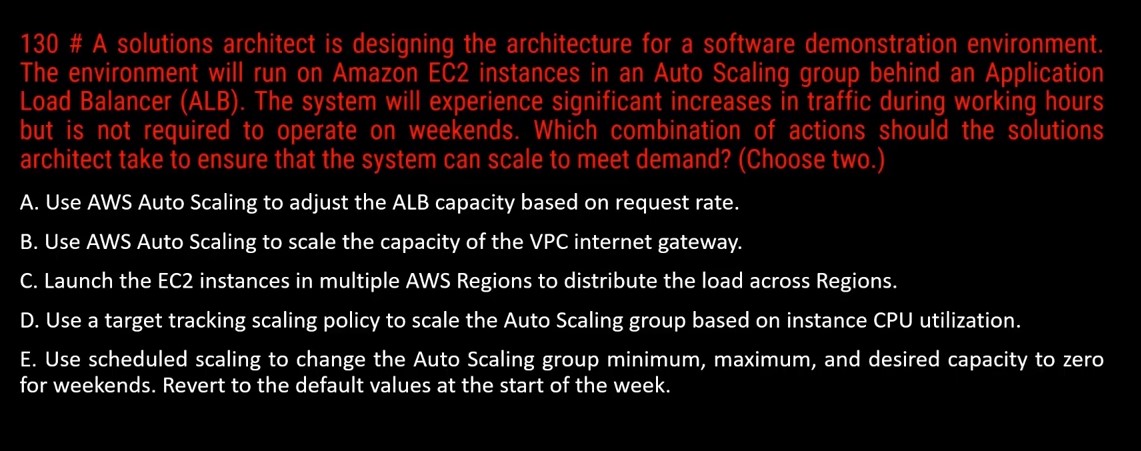 130 # A solutions architect is designing the architecture for a software demonstration environment.
The environment will run on Amazon EC2 instances in an Auto Scaling group behind an Application
Load Balancer (ALB). The system will experience significant increases in traffic during working hours
but is not required to operate on weekends. Which combination of actions should the solutions
architect take to ensure that the system can scale to meet demand? (Choose two.)
A. Use AWS Auto Scaling to adjust the ALB capacity based on request rate.
B. Use AWS Auto Scaling to scale the capacity of the VPC internet gateway.
C. Launch the EC2 instances in multiple AWS Regions to distribute the load across Regions.
D. Use a target tracking scaling policy to scale the Auto Scaling group based on instance CPU utilization.
E. Use scheduled scaling to change the Auto Scaling group minimum, maximum, and desired capacity to zero
for weekends. Revert to the default values at the start of the week.